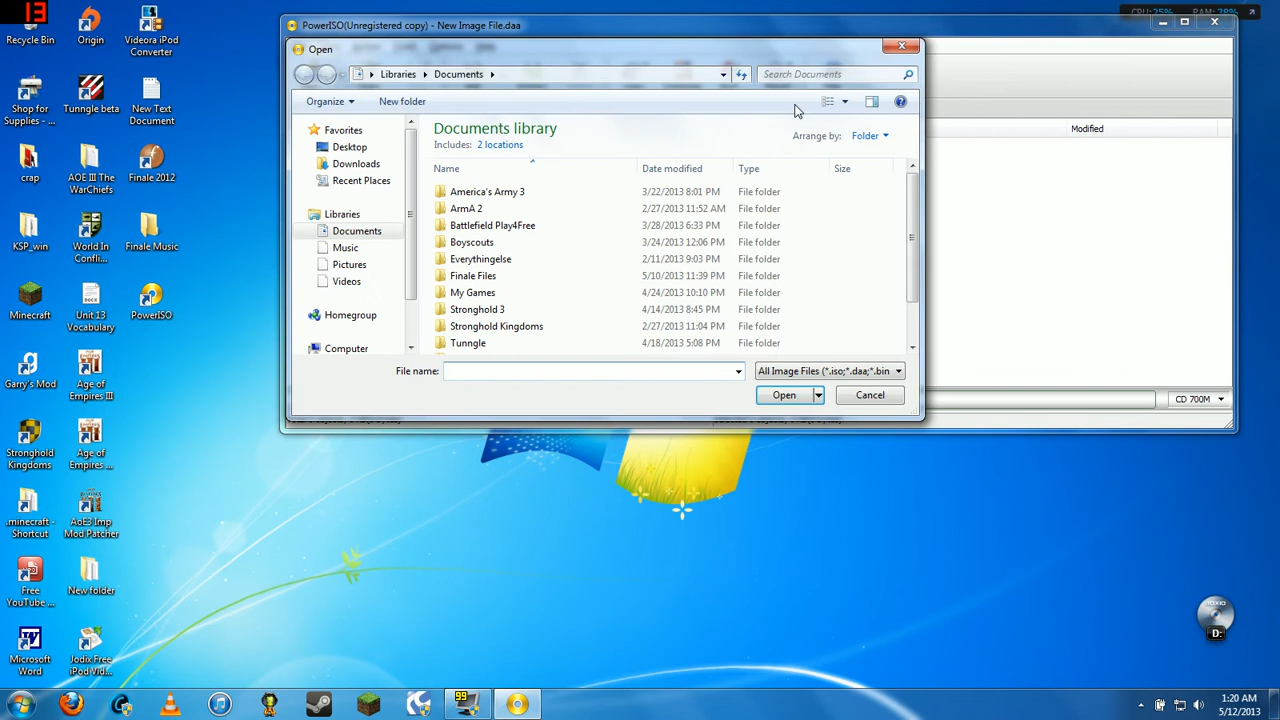 13
CPU: 25% RAM: 38%
PowerISO(Unregistered copy) - New Image File.daa
Open
Libraries Documents
Search Documents
Organize New folder
Favorites
Desktop
Downloads
Recent Places
Libraries
Documents
Music
Pictures
Videos
Homegroup
Computer
Documents library
Includes: 2 locations
Arrange by: Folder
Name Date modified Type Size
America's Army 3 3/22/2013 8:01 PM File folder
ArmA 2 2/27/2013 11:52 AM File folder
Battlefield Play4Free 3/28/2013 6:33 PM File folder
Boyscouts 3/24/2013 12:06 PM File folder
Everythingelse 2/11/2013 9:03 PM File folder
Finale Files 5/10/2013 11:39 PM File folder
My Games 4/24/2013 10:10 PM File folder
Stronghold 3 4/14/2013 8:45 PM File folder
Stronghold Kingdoms 2/27/2013 11:04 AM File folder
Tunngle 4/18/2013 5:08 PM File folder
File name:
All Image Files (*.iso;*.daa;*.bin
Open Cancel
Modified
CD 700M
Recycle Bin
Origin
Videora iPod
Converter
Shop for
Supplies - ...
Tunngle beta
New Text
Document
crap
AOE III The
WarChiefs
Finale 2012
KSP_win
World In
Confli...
Finale Music
Minecraft
Unit 13
Vocabulary
PowerISO
Garry's Mod
Age of
Empires III
Stronghold
Kingdoms
Age of
Empires ...
.minecraft -
Shortcut
AoE3 Imp
Mod Patcher
Free
YouTube ...
New folder
Microsoft
Word
Jodix Free
iPod Vid...
D:
99
1:20 AM
5/12/2013